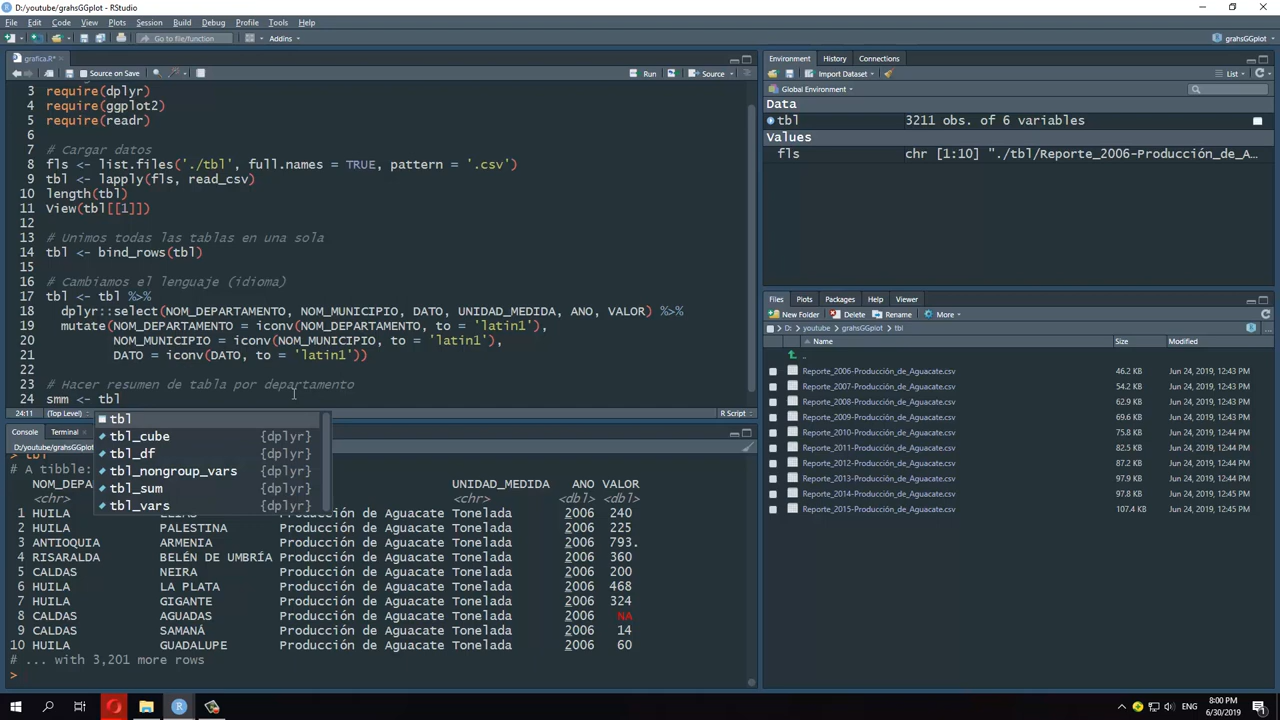 D:/youtube/grahsGGplot - RStudio
File Edit Code View Plots Session Build Debug Profile Tools Help
Go to file/function Addins grahsGGplot
grafica.R*
Source on Save Run Source
3 require(dplyr)
4 require(ggplot2)
5 require(readr)
6
7 # Cargar datos
8 fls <- list.files('./tbl', full.names = TRUE, pattern = '.csv')
9 tbl <- lapply(fls, read_csv)
10 length(tbl)
11 View(tbl[[1]])
12
13 # Unimos todas las tablas en una sola
14 tbl <- bind_rows(tbl)
15
16 # Cambiamos el lenguaje (idioma)
17 tbl <- tbl %>%
18 dplyr::select(NOM_DEPARTAMENTO, NOM_MUNICIPIO, DATO, UNIDAD_MEDIDA, ANO, VALOR) %>%
19 mutate(NOM_DEPARTAMENTO = iconv(NOM_DEPARTAMENTO, to = 'latin1'),
20 NOM_MUNICIPIO = iconv(NOM_MUNICIPIO, to = 'latin1'),
21 DATO = iconv(DATO, to = 'latin1'))
22
23 # Hacer resumen de tabla por departamento
24 smm <- tbl
24:11 (Top Level) R Script
tbl
tbl_cube {dplyr}
tbl_df {dplyr}
tbl_nongroup_vars {dplyr}
tbl_sum {dplyr}
tbl_vars {dplyr}
Console Terminal
D:/youtube/grahsGGplot
> tbl
# A tibble:
NOM_DEPA UNIDAD_MEDIDA ANO VALOR
<chr> <chr> <dbl> <dbl>
1 HUILA Producción de Aguacate Tonelada 2006 240
2 HUILA PALESTINA Producción de Aguacate Tonelada 2006 225
3 ANTIOQUIA ARMENIA Producción de Aguacate Tonelada 2006 793.
4 RISARALDA BELÉN DE UMBRÍA Producción de Aguacate Tonelada 2006 360
5 CALDAS NEIRA Producción de Aguacate Tonelada 2006 200
6 HUILA LA PLATA Producción de Aguacate Tonelada 2006 468
7 HUILA GIGANTE Producción de Aguacate Tonelada 2006 324
8 CALDAS AGUADAS Producción de Aguacate Tonelada 2006 NA
9 CALDAS SAMANÁ Producción de Aguacate Tonelada 2006 14
10 HUILA GUADALUPE Producción de Aguacate Tonelada 2006 60
# ... with 3,201 more rows
>
Environment History Connections
Import Dataset List
Global Environment
Data
tbl 3211 obs. of 6 variables
Values
fls chr [1:10] "./tbl/Reporte_2006-Producción_de_A…
Files Plots Packages Help Viewer
New Folder Delete Rename More
D: youtube grahsGGplot tbl
Name Size Modified
..
Reporte_2006-Producción_de_Aguacate.csv 46.2 KB Jun 24, 2019, 12:43 PM
Reporte_2007-Producción_de_Aguacate.csv 54.2 KB Jun 24, 2019, 12:43 PM
Reporte_2008-Producción_de_Aguacate.csv 62.9 KB Jun 24, 2019, 12:43 PM
Reporte_2009-Producción_de_Aguacate.csv 69.6 KB Jun 24, 2019, 12:43 PM
Reporte_2010-Producción_de_Aguacate.csv 75.8 KB Jun 24, 2019, 12:44 PM
Reporte_2011-Producción_de_Aguacate.csv 82.5 KB Jun 24, 2019, 12:44 PM
Reporte_2012-Producción_de_Aguacate.csv 87.2 KB Jun 24, 2019, 12:44 PM
Reporte_2013-Producción_de_Aguacate.csv 97.9 KB Jun 24, 2019, 12:44 PM
Reporte_2014-Producción_de_Aguacate.csv 97.8 KB Jun 24, 2019, 12:44 PM
Reporte_2015-Producción_de_Aguacate.csv 107.4 KB Jun 24, 2019, 12:45 PM
ENG 8:00 PM
6/30/2019